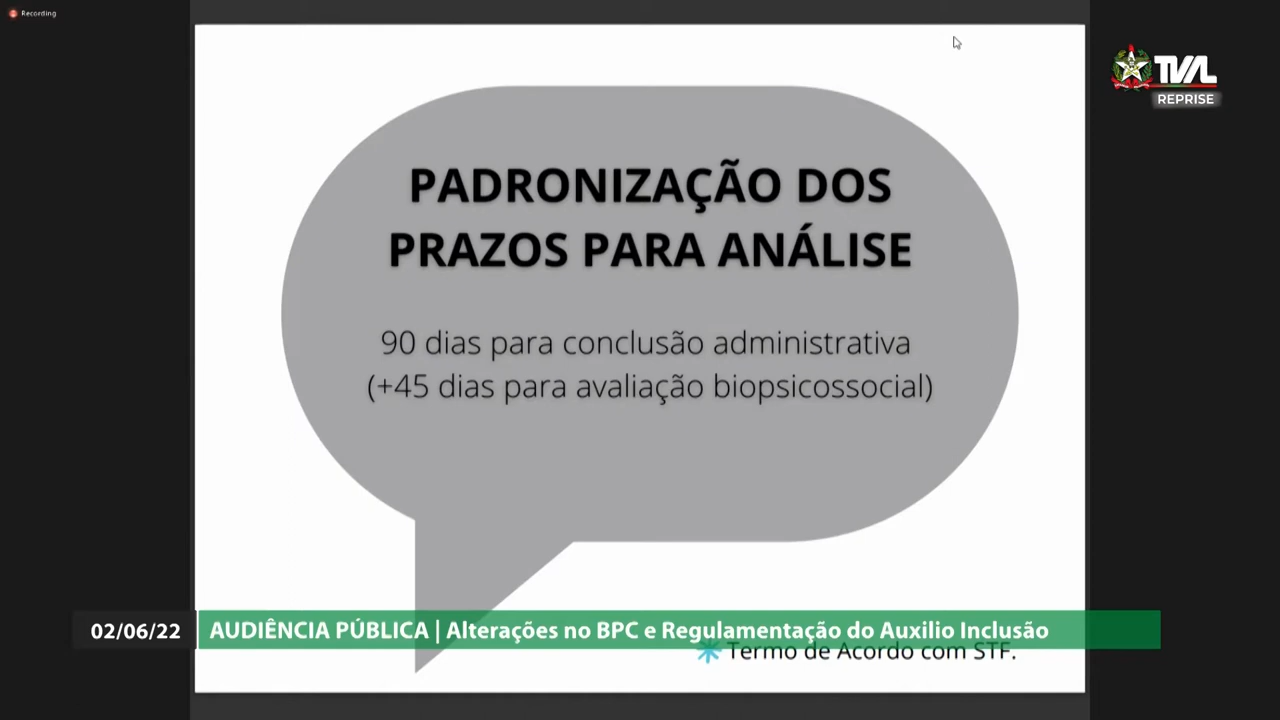 Recording
TVAL
REPRISE
PADRONIZAÇÃO DOS
PRAZOS PARA ANÁLISE
90 dias para conclusão administrativa
(+45 dias para avaliação biopsicossocial)
02/06/22
AUDIÊNCIA PÚBLICA | Alterações no BPC e Regulamentação do Auxilio Inclusão
Termo de Acordo com STF.